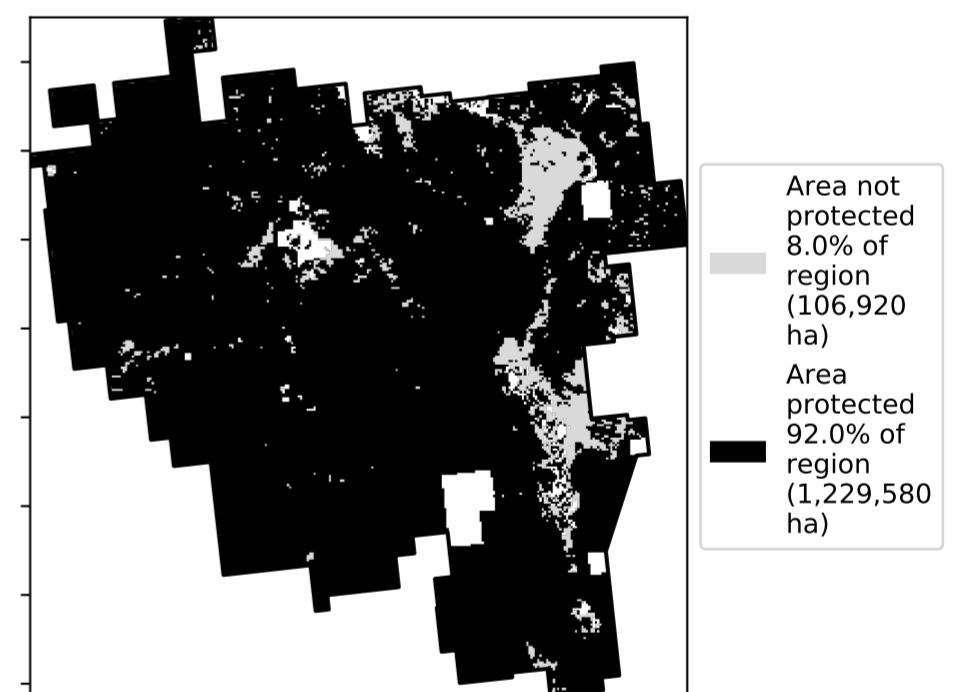 Area not
protected
8.0% of
region
(106,920
ha)
Area
protected
92.0% of
region
(1,229,580
ha)